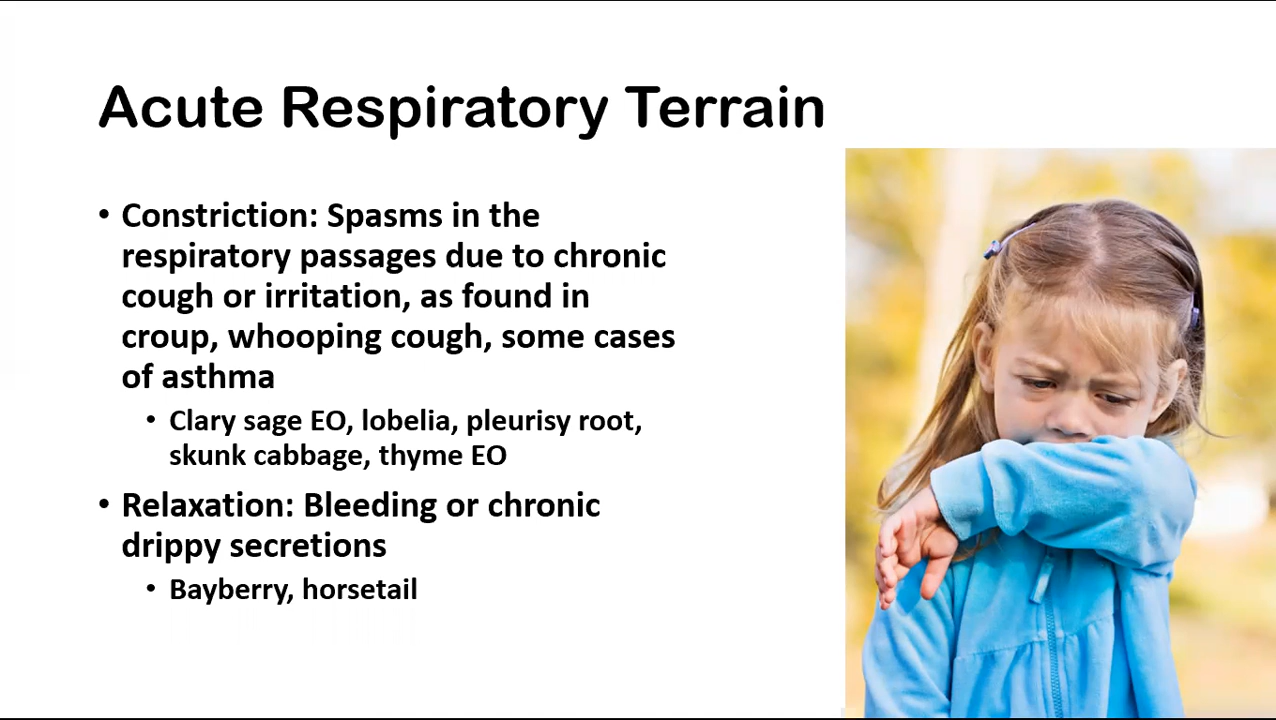 Acute Respiratory Terrain
• Constriction: Spasms in the
respiratory passages due to chronic
cough or irritation, as found in
croup, whooping cough, some cases
of asthma
• Clary sage EO, lobelia, pleurisy root,
skunk cabbage, thyme EO
• Relaxation: Bleeding or chronic
drippy secretions
• Bayberry, horsetail